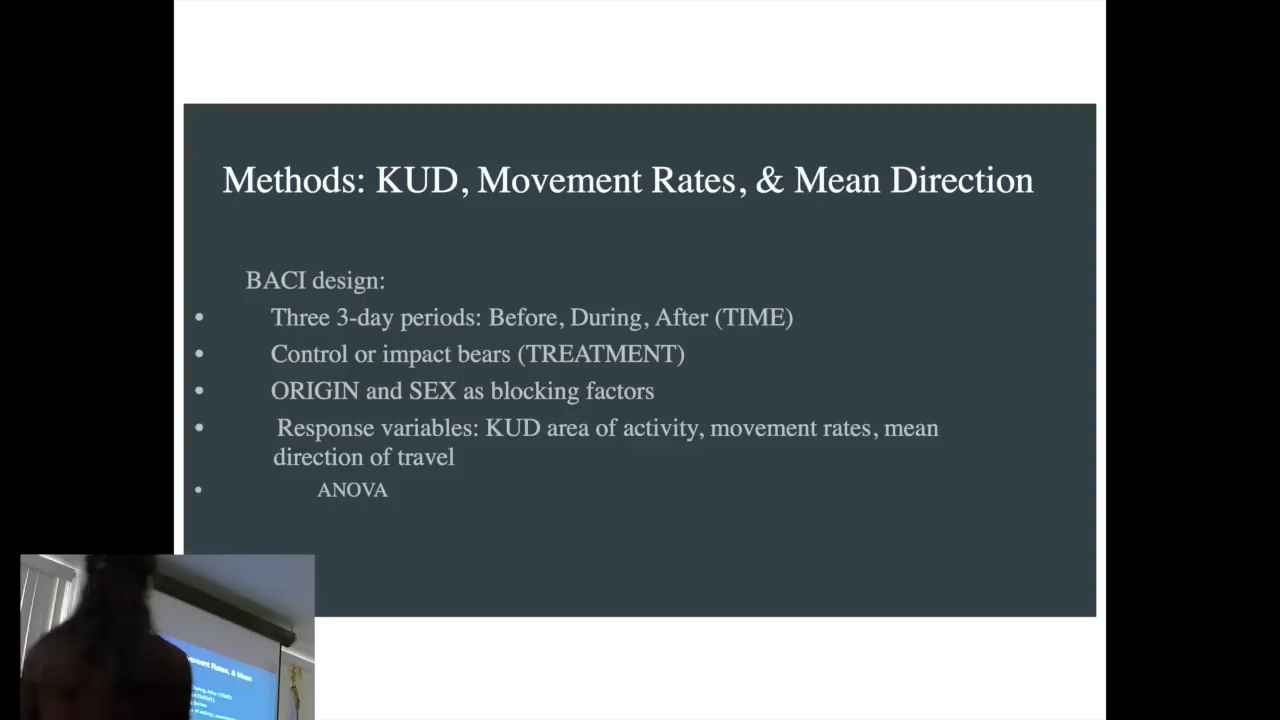 Methods: KUD, Movement Rates, & Mean Direction
BACI design:
• Three 3-day periods: Before, During, After (TIME)
• Control or impact bears (TREATMENT)
• ORIGIN and SEX as blocking factors
• Response variables: KUD area of activity, movement rates, mean
direction of travel
• ANOVA